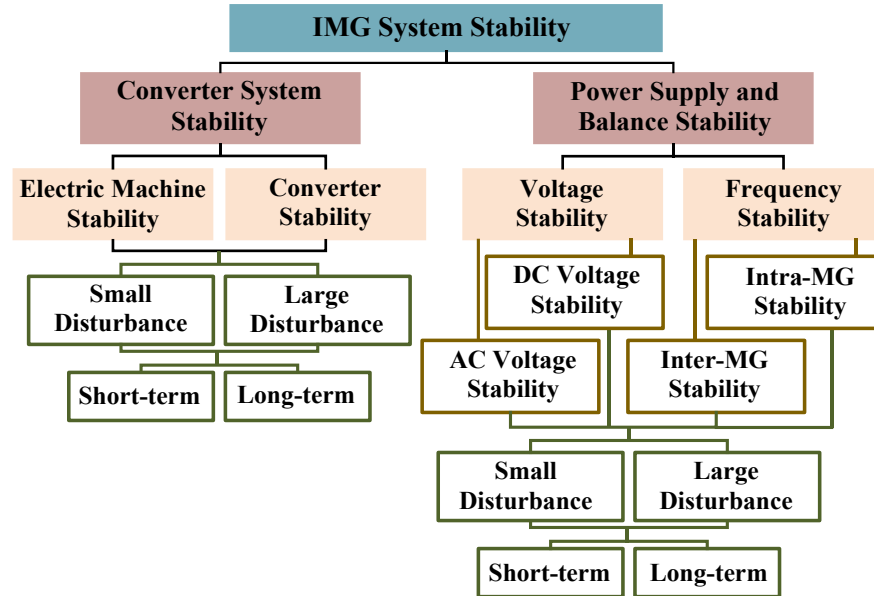 IMG System Stability
Converter System
Stability
Power Supply and
Balance Stability
Electric Machine
Stability
Converter
Stability
Voltage
Stability
Frequency
Stability
Small
Disturbance
Large
Disturbance
DC Voltage
Stability
Intra-MG
Stability
Short-term
Long-term
AC Voltage
Stability
Inter-MG
Stability
Small
Disturbance
Large
Disturbance
Short-term
Long-term